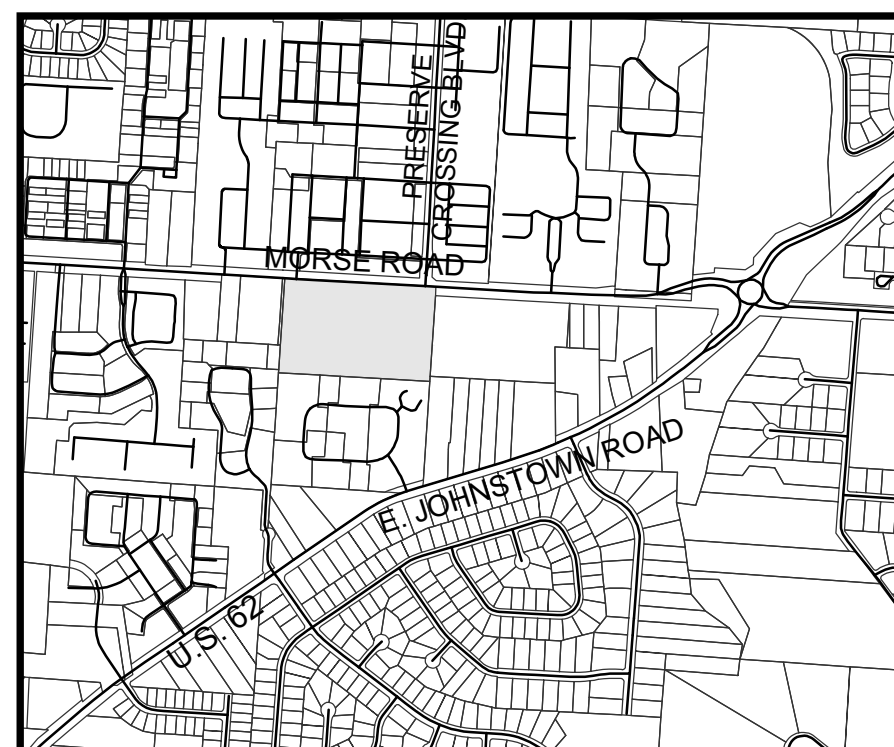 PRESERVE
CROSSING BLVD
MORSE ROAD
E. JOHNSTOWN ROAD
U.S. 62